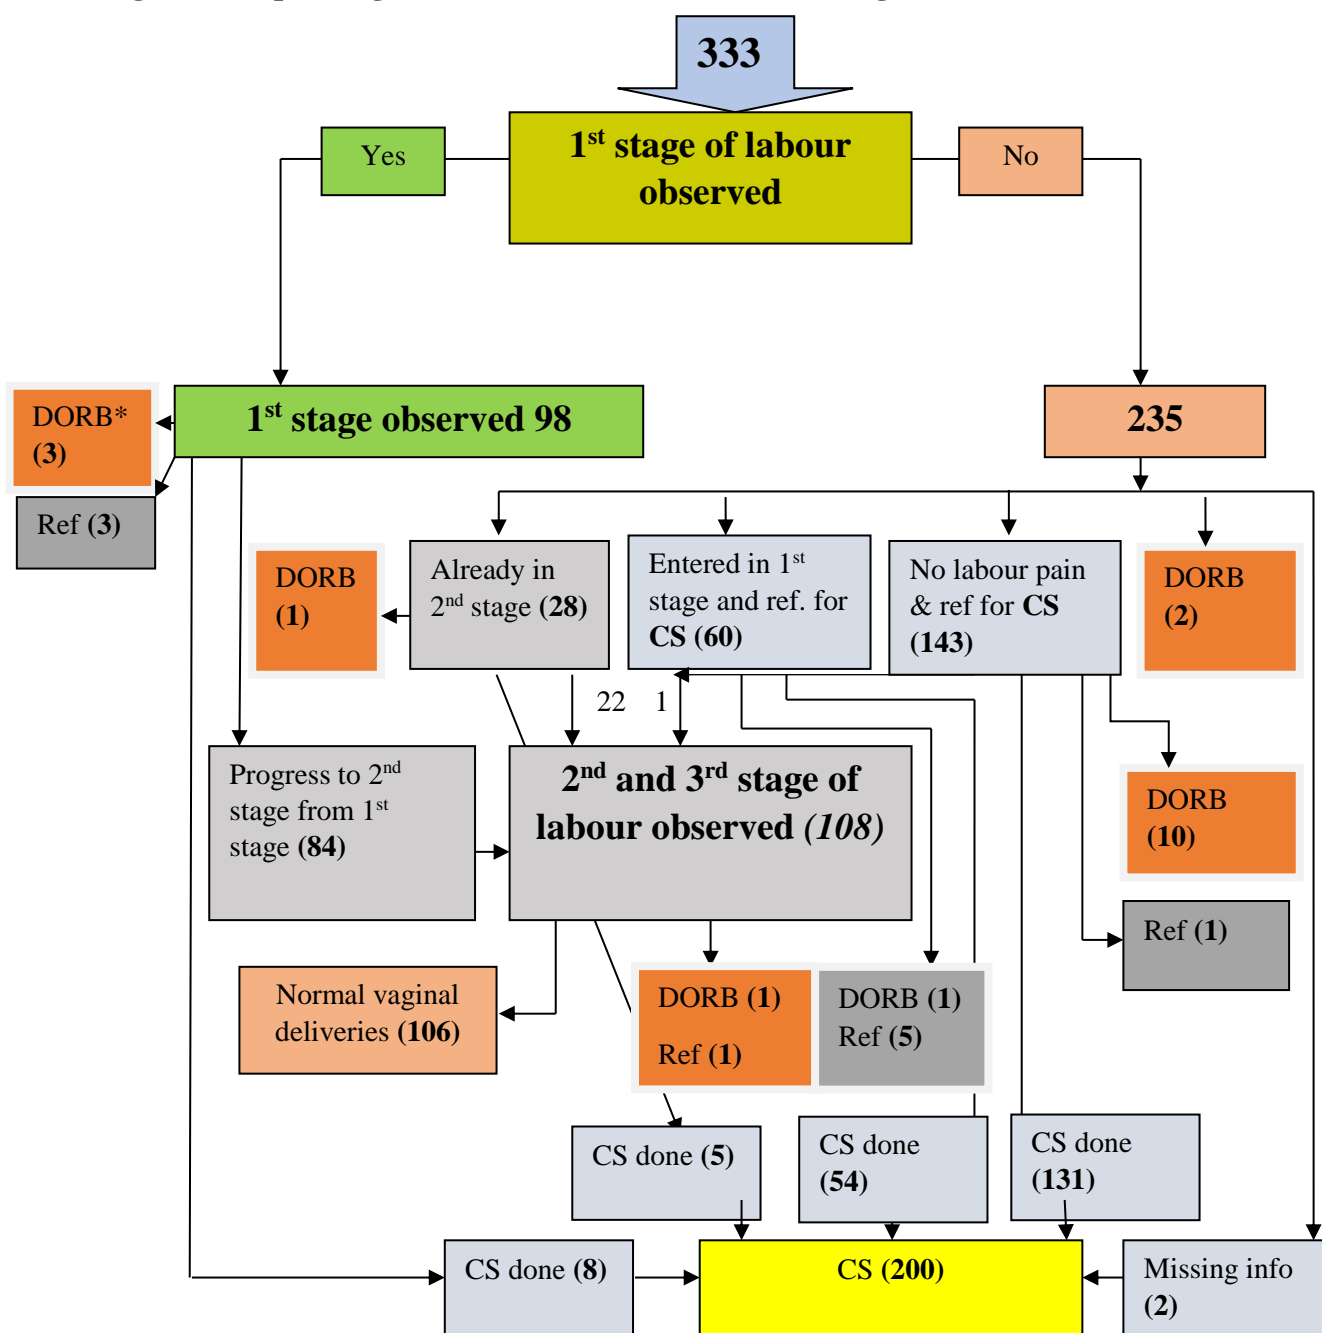 333
1st stage of labour
observed
Yes
No
DORB*
(3)
1st stage observed 98
235
Ref (3)
DORB
(1)
Already in
2nd stage (28)
Entered in 1st
stage and ref. for
CS (60)
No labour pain
& ref for CS
(143)
DORB
(2)
22
1
Progress to 2nd
stage from 1st
stage (84)
2nd and 3rd stage of
labour observed (108)
DORB
(10)
Ref (1)
Normal vaginal
deliveries (106)
DORB (1)
Ref (1)
DORB (1)
Ref (5)
CS done (5)
CS done
(54)
CS done
(131)
CS done (8)
CS (200)
Missing info
(2)